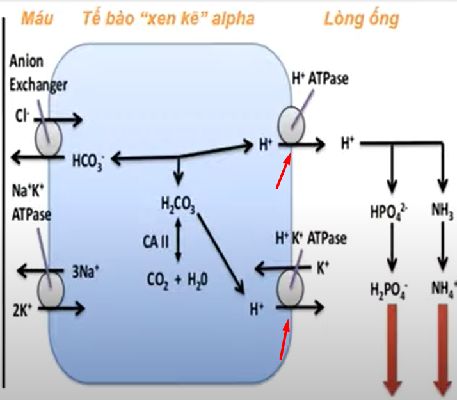 Máu
Tế bào “xen kẽ” alpha
Lòng ống
Anion
Exchanger
Cl⁻
HCO₃⁻
H⁺ ATPase
H⁺
H⁺
H₂CO₃
CA II
CO₂ + H₂0
Na⁺K⁺
ATPase
3Na⁺
2K⁺
H⁺ K⁺ ATPase
K⁺
H⁺
HPO₄²⁻
NH₃
H₂PO₄⁻
NH₄⁺